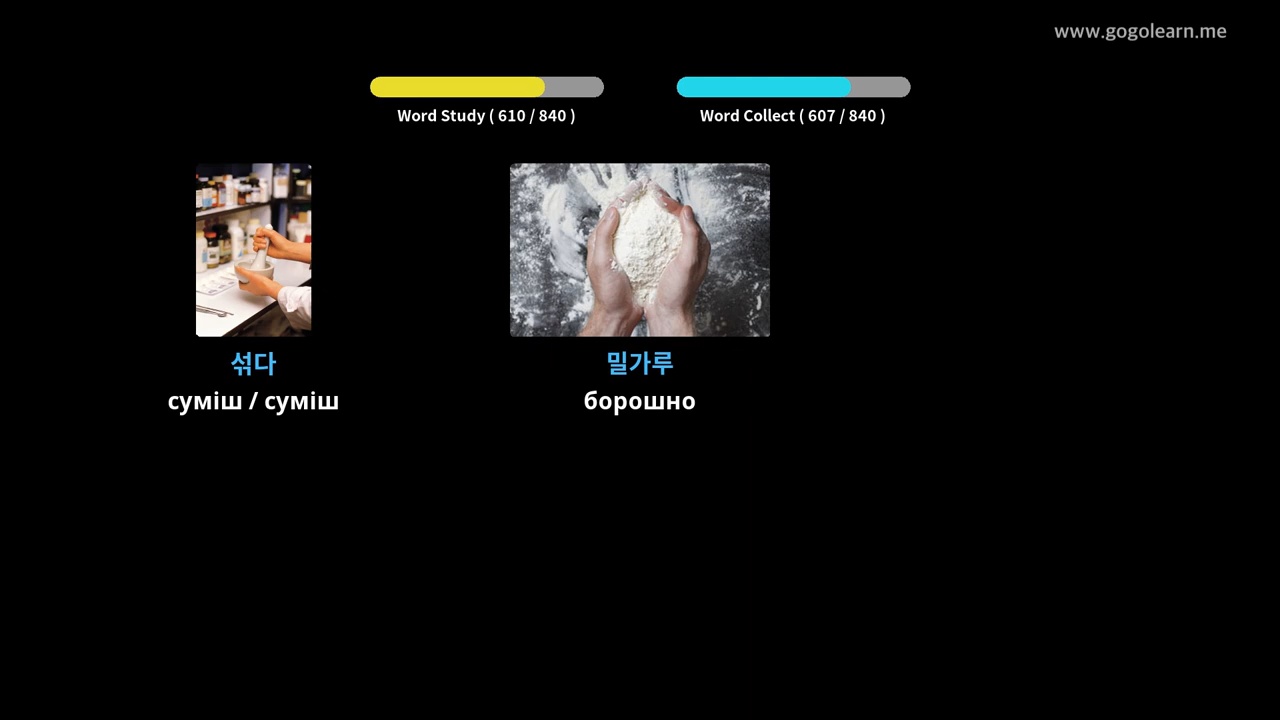 www.gogolearn.me
Word Study ( 610 / 840 )
Word Collect ( 607 / 840 )
섞다
суміш / суміш
밀가루
борошно